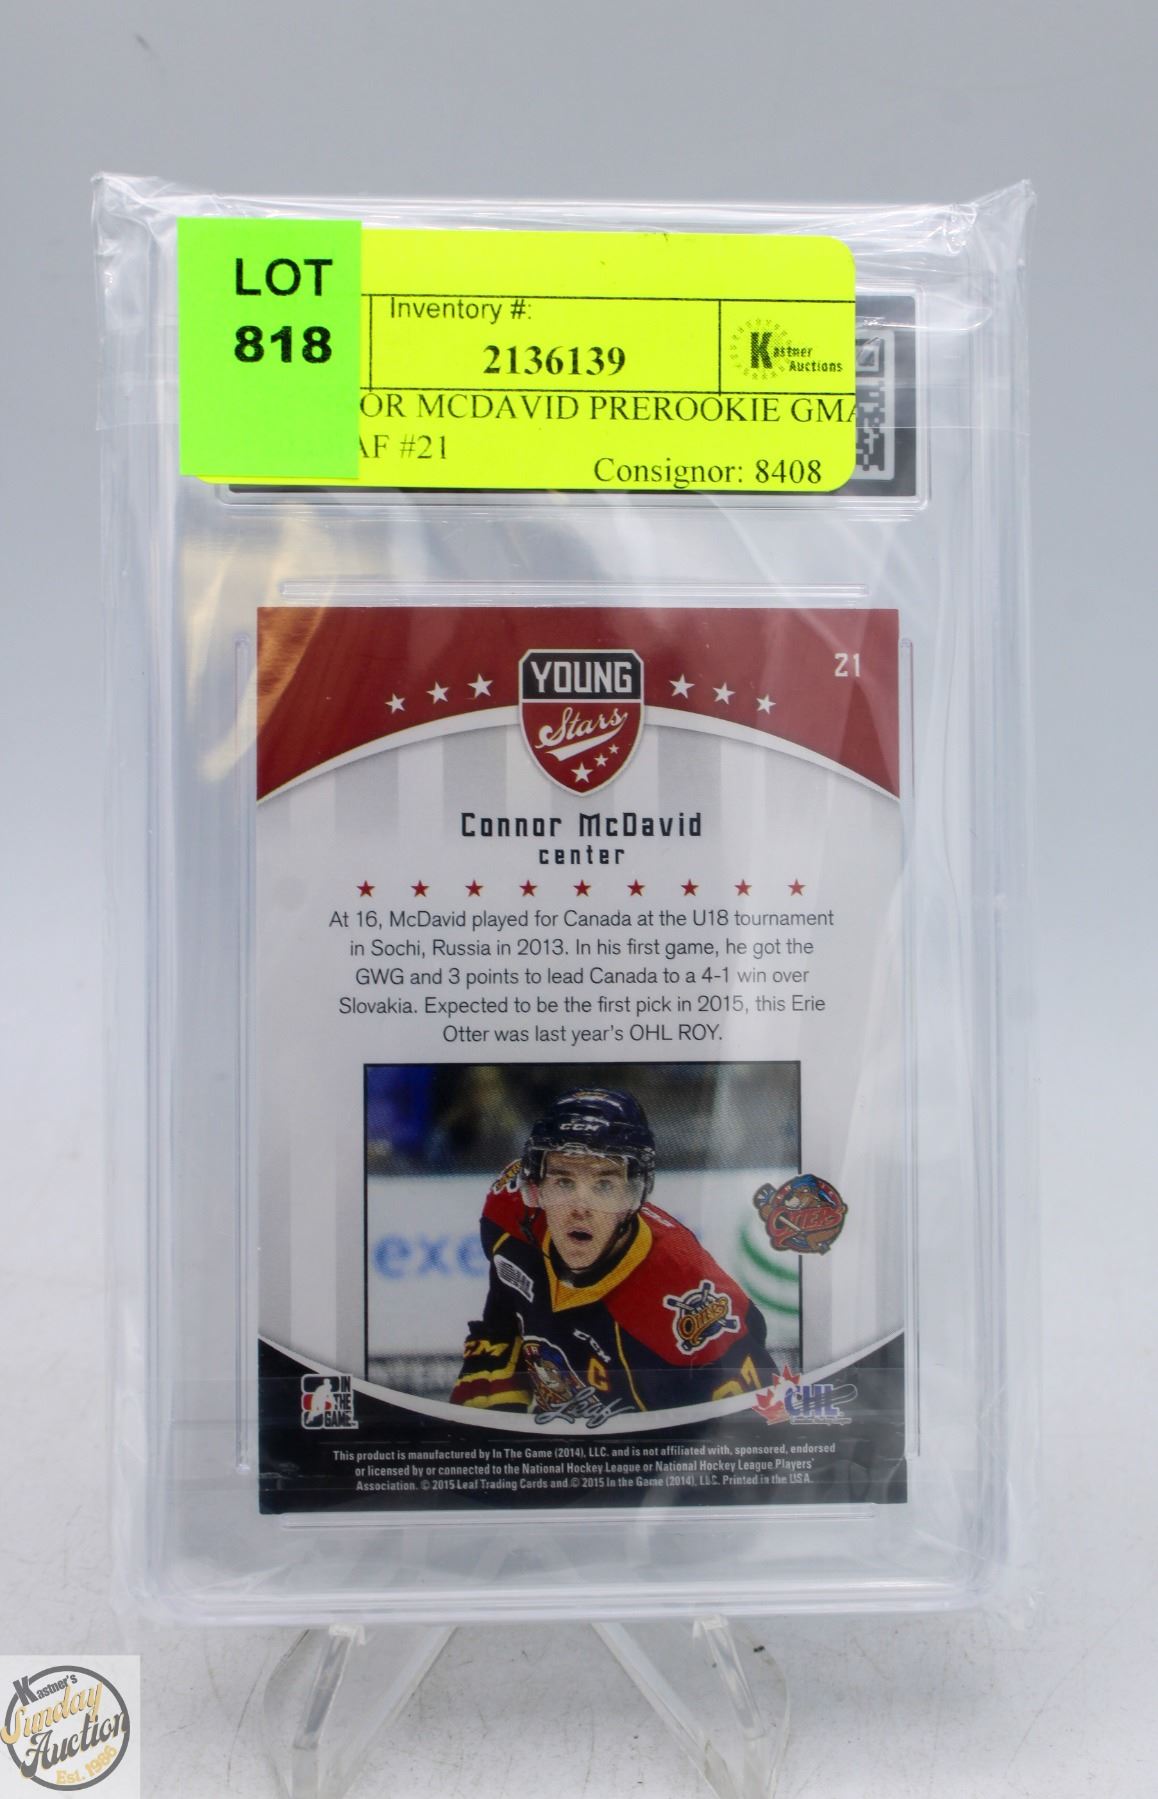 LOT
818
Inventory #:
2136139
Kastner
Auctions
OR MCDAVID PREROOKIE GMA
AF #21
Consignor: 8408
YOUNG
Stars
21
Connor McDavid
center
At 16, McDavid played for Canada at the U18 tournament
in Sochi, Russia in 2013. In his first game, he got the
GWG and 3 points to lead Canada to a 4-1 win over
Slovakia. Expected to be the first pick in 2015, this Erie
Otter was last year's OHL ROY.
CCM
exe
OTTERS
OTTERS
CCM
CCM
C
97
IN
THE
GAME
Leaf
CHL
This product is manufactured by In The Game (2014), LLC. and is not affiliated with, sponsored, endorsed
or licensed by or connected to the National Hockey League or National Hockey League Players'
Association. © 2015 Leaf Trading Cards and © 2015 In the Game (2014), LLC. Printed in the USA.
Kastner's
Sunday
Auction
Est. 1986